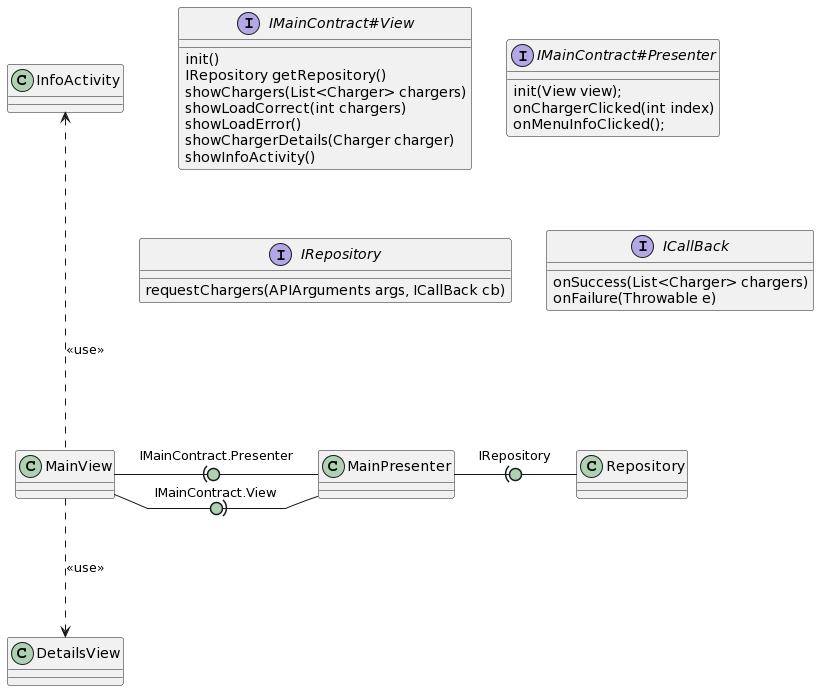 I IMainContract#View
init()
IRepository getRepository()
showChargers(List<Charger> chargers)
showLoadCorrect(int chargers)
showLoadError()
showChargerDetails(Charger charger)
showInfoActivity()
I IMainContract#Presenter
init(View view);
onChargerClicked(int index)
onMenuInfoClicked();
C InfoActivity
I IRepository
requestChargers(APIArguments args, ICallBack cb)
I ICallBack
onSuccess(List<Charger> chargers)
onFailure(Throwable e)
«use»
C MainView
IMainContract.Presenter
IMainContract.View
C MainPresenter
IRepository
C Repository
«use»
C DetailsView